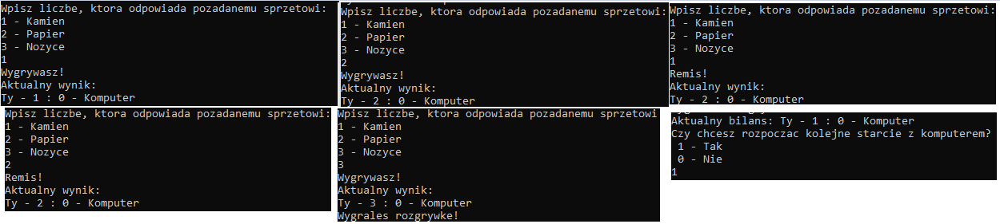 Wpisz liczbe, ktora odpowiada pozadanemu sprzetowi:
1 - Kamien
2 - Papier
3 - Nozyce
1
Wygrywasz!
Aktualny wynik:
Ty - 1 : 0 - Komputer
Wpisz liczbe, ktora odpowiada pozadanemu sprzetowi:
1 - Kamien
2 - Papier
3 - Nozyce
2
Wygrywasz!
Aktualny wynik:
Ty - 2 : 0 - Komputer
Wpisz liczbe, ktora odpowiada pozadanemu sprzetowi:
1 - Kamien
2 - Papier
3 - Nozyce
1
Remis!
Aktualny wynik:
Ty - 2 : 0 - Komputer
Wpisz liczbe, ktora odpowiada pozadanemu sprzetowi:
1 - Kamien
2 - Papier
3 - Nozyce
2
Remis!
Aktualny wynik:
Ty - 2 : 0 - Komputer
Wpisz liczbe, ktora odpowiada pozadanemu sprzetowi
1 - Kamien
2 - Papier
3 - Nozyce
3
Wygrywasz!
Aktualny wynik:
Ty - 3 : 0 - Komputer
Wygrales rozgrywke!
Aktualny bilans: Ty - 1 : 0 - Komputer
Czy chcesz rozpoczac kolejne starcie z komputerem?
1 - Tak
0 - Nie
1